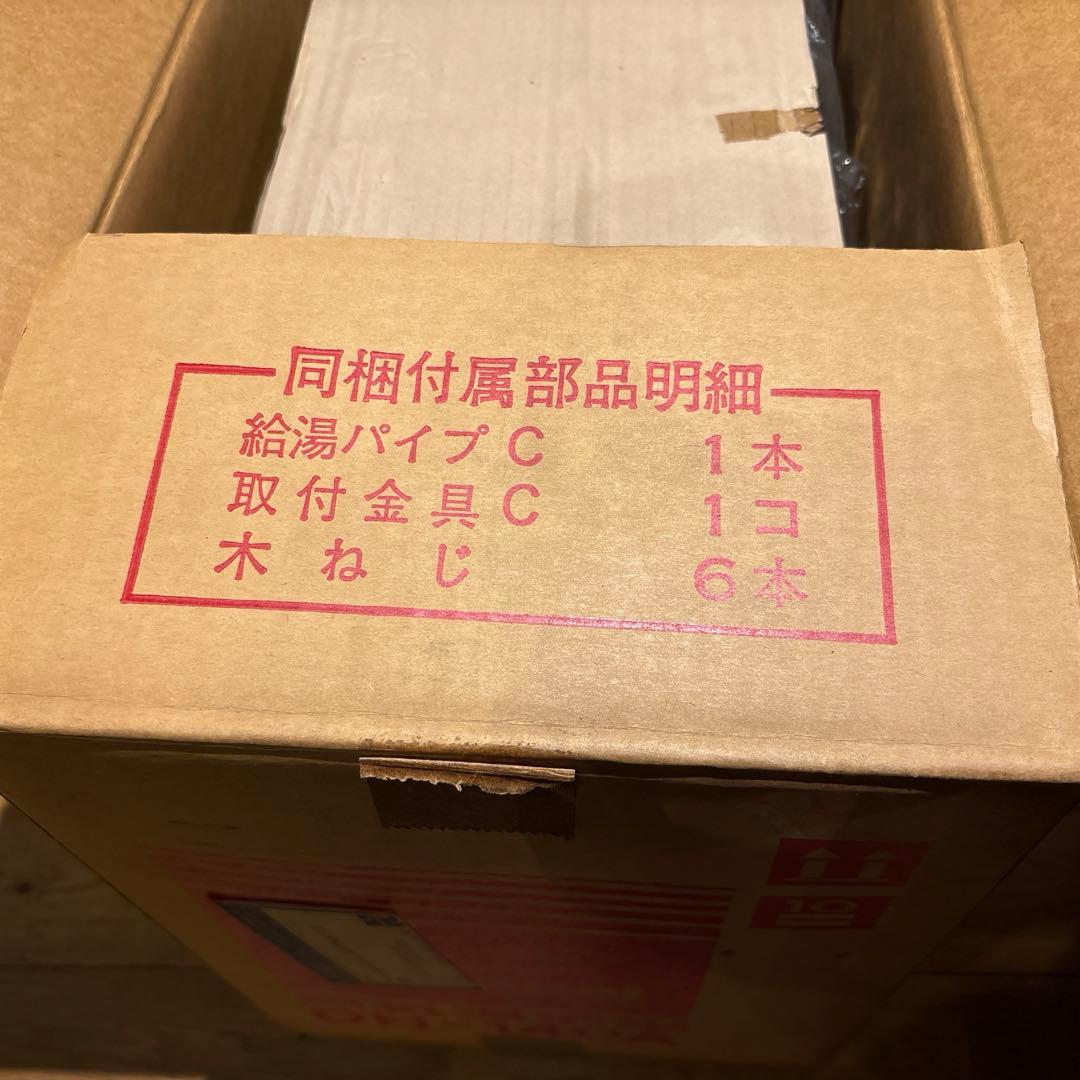 同梱付属部品明細
給湯パイプC 1本
取付金具C 1コ
木ねじ 6本
10